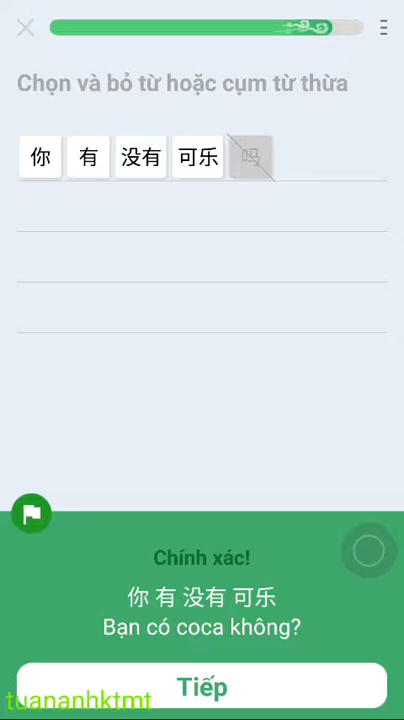 Chọn và bỏ từ hoặc cụm từ thừa
你 有 没有 可乐 吗
Chính xác!
你 有 没有 可乐
Bạn có coca không?
Tiếp
tuananhktmt